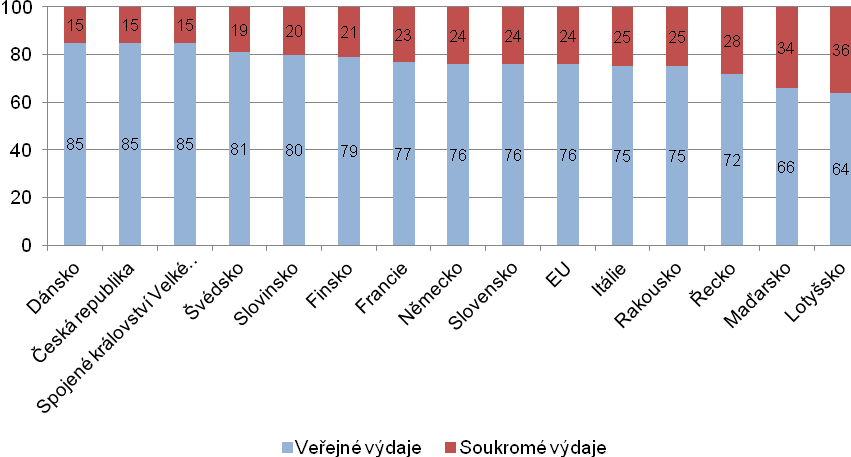 100
80
60
40
20
0
15 15 15 19 20 21 23 24 24 24 25 25 28 34 36
85 85 85 81 80 79 77 76 76 76 75 75 72 66 64
Dánsko
Česká republika
Spojené království Velké..
Švédsko
Slovinsko
Finsko
Francie
Německo
Slovensko
EU
Itálie
Rakousko
Řecko
Maďarsko
Lotyšsko
Veřejné výdaje Soukromé výdaje